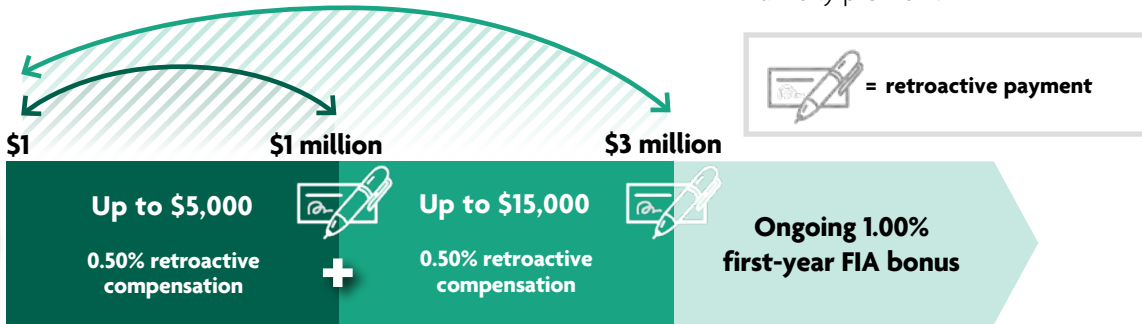 = retroactive payment
$1
$1 million
$3 million
Up to $5,000
0.50% retroactive
compensation
+
Up to $15,000
0.50% retroactive
compensation
Ongoing 1.00%
first-year FIA bonus